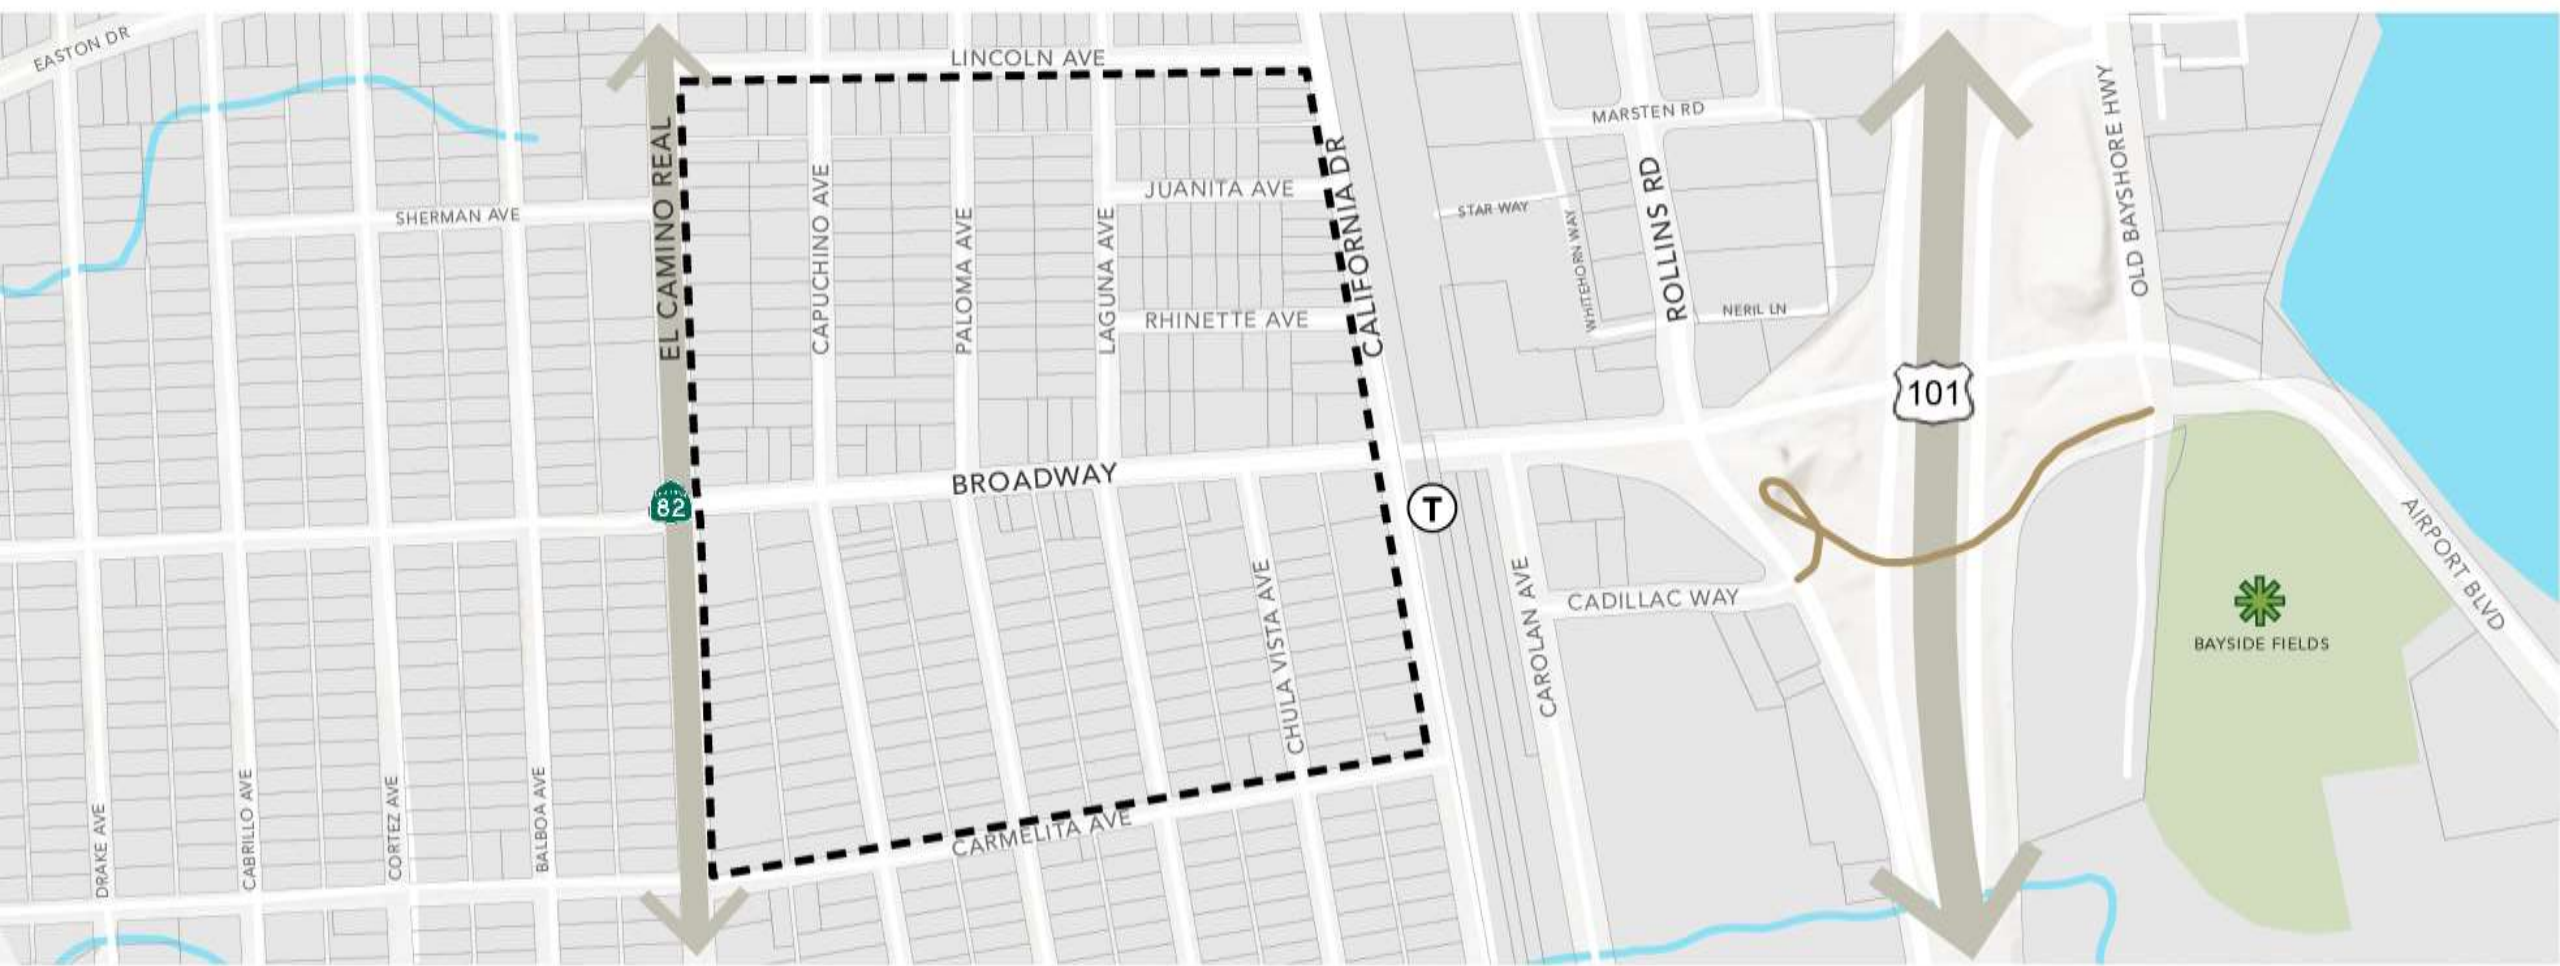 EASTON DR
LINCOLN AVE
MARSTEN RD
OLD BAYSHORE HWY
EL CAMINO REAL
SHERMAN AVE
CAPUCHINO AVE
PALOMA AVE
LAGUNA AVE
JUANITA AVE
CALIFORNIA DR
STAR WAY
WHITEHORN WAY
ROLLINS RD
NERIL LN
RHINETTE AVE
101
BROADWAY
82
T
AIRPORT BLVD
CHULA VISTA AVE
CAROLAN AVE
CADILLAC WAY
BAYSIDE FIELDS
DRAKE AVE
CABRILLO AVE
CORTEZ AVE
BALBOA AVE
CARMELITA AVE